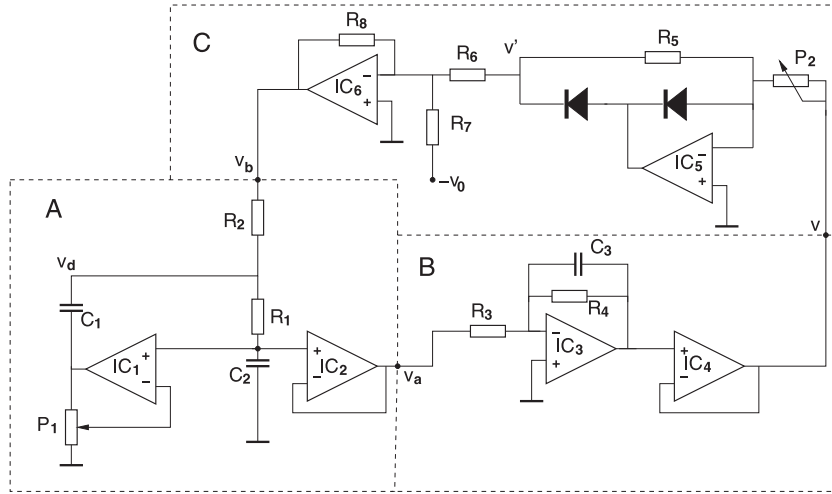 R8
C
IC6
-
+
R6
v'
R5
P2
R7
IC5
-
+
-v0
vb
v
A
R2
vd
C1
R1
IC1
+
-
C2
IC2
+
-
P1
va
B
R3
C3
R4
IC3
-
+
IC4
+
-